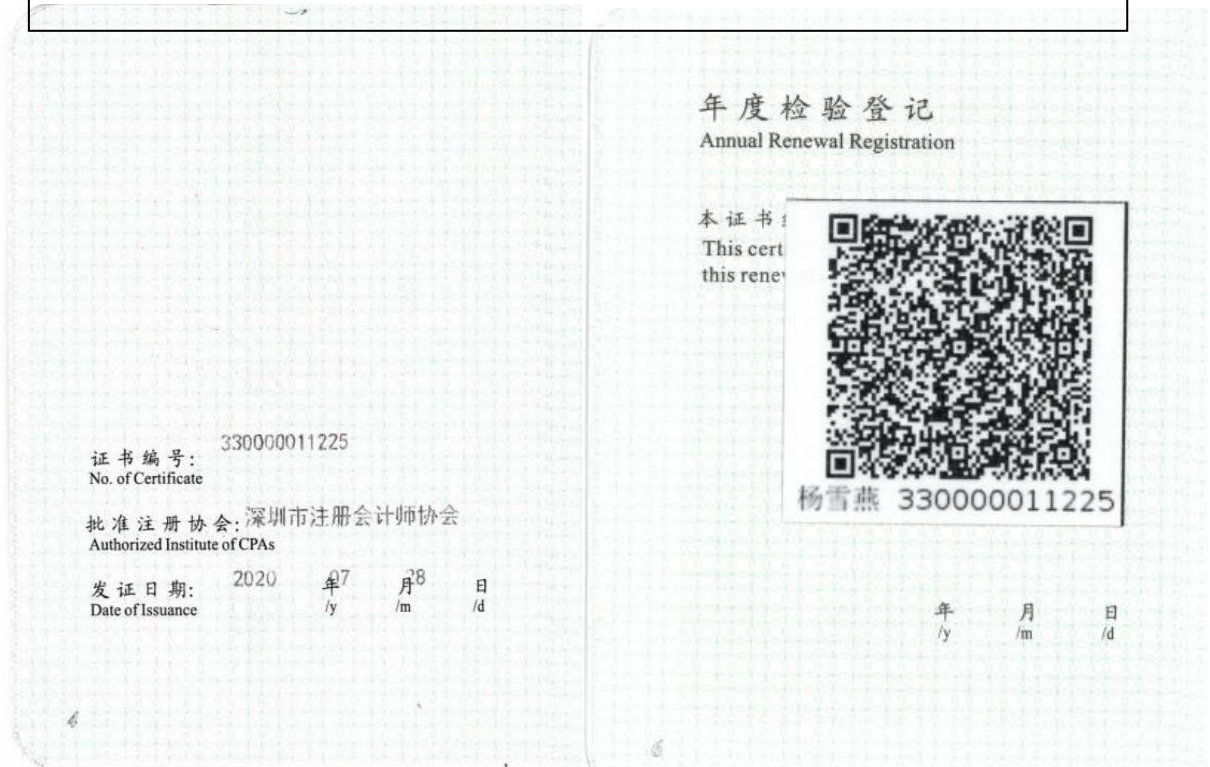 证书编号: 330000011225
No. of Certificate
批准注册协会: 深圳市注册会计师协会
Authorized Institute of CPAs
发证日期: 2020 年 07 月 28 日
Date of Issuance /y /m /d
4
年度检验登记
Annual Renewal Registration
本证书
This cert
this renew
杨雪燕 330000011225
年 月 日
/y /m /d
6